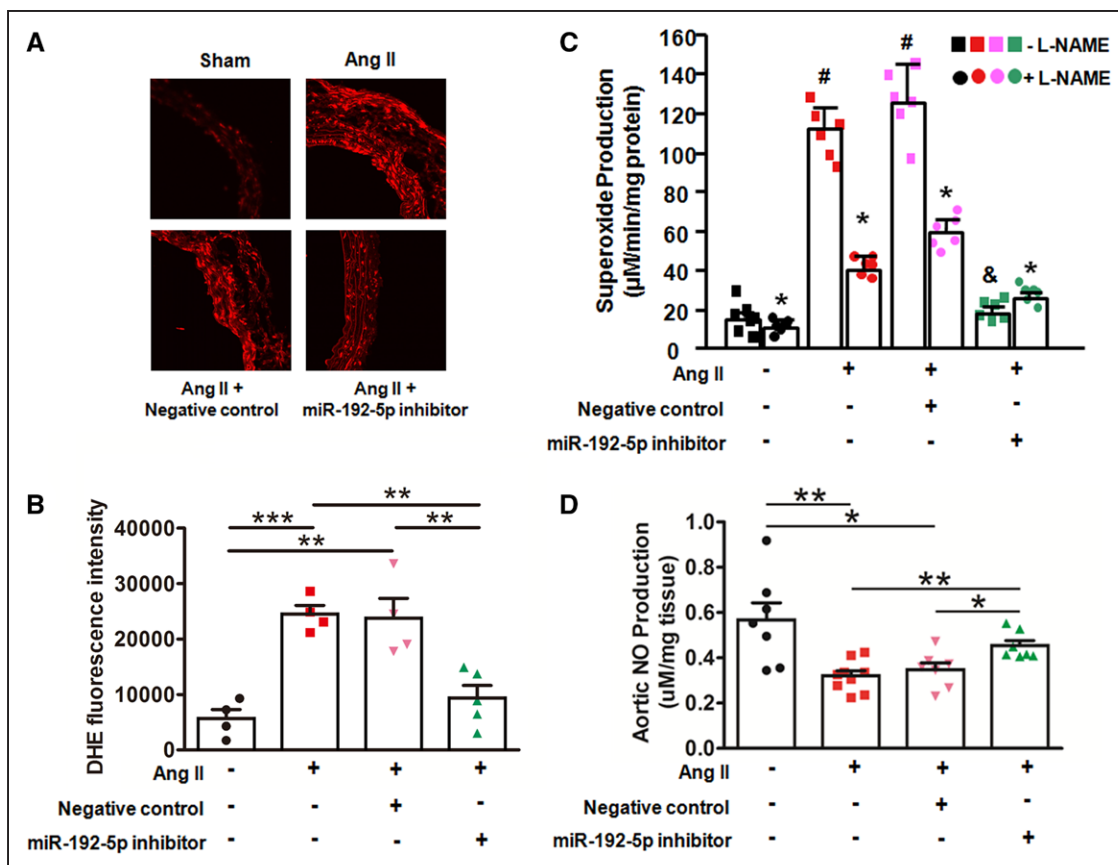 A
Sham
Ang II
Ang II +
Negative control
Ang II +
miR-192-5p inhibitor
B
DHE fluorescence intensity
40000
30000
20000
10000
0
***
**
**
**
Ang II - + + +
Negative control - - + -
miR-192-5p inhibitor - - - +
C
Superoxide Production
(µM/min/mg protein)
160
140
120
100
80
60
40
20
0
- L-NAME
+ L-NAME
*
#
*
#
*
&
*
Ang II - + + +
Negative control - - + -
miR-192-5p inhibitor - - - +
D
Aortic NO Production
(uM/mg tissue)
1.0
0.8
0.6
0.4
0.2
0.0
**
*
**
*
Ang II - + + +
Negative control - - + -
miR-192-5p inhibitor - - - +